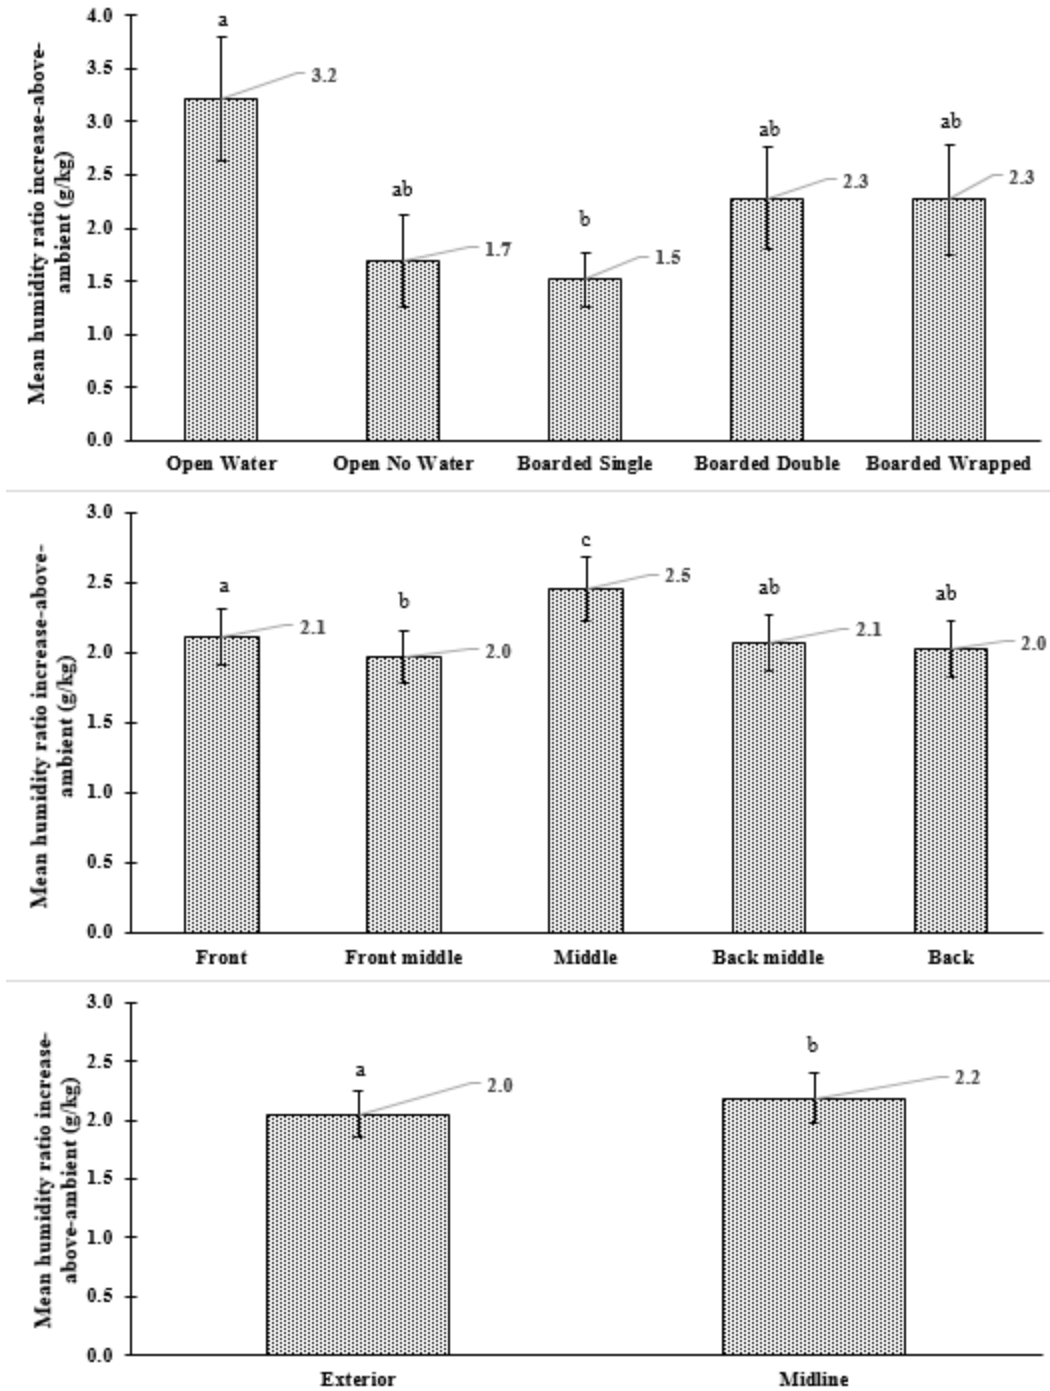 Mean humidity ratio increase-above-
ambient (g/kg)
4.0
3.5
3.0
2.5
2.0
1.5
1.0
0.5
0.0
a
3.2
ab
1.7
b
1.5
ab
2.3
ab
2.3
Open Water
Open No Water
Boarded Single
Boarded Double
Boarded Wrapped
Mean humidity ratio increase-above-
ambient (g/kg)
3.0
2.5
2.0
1.5
1.0
0.5
0.0
a
2.1
b
2.0
c
2.5
ab
2.1
ab
2.0
Front
Front middle
Middle
Back middle
Back
Mean humidity ratio increase-
above-ambient (g/kg)
3.0
2.5
2.0
1.5
1.0
0.5
0.0
a
2.0
b
2.2
Exterior
Midline